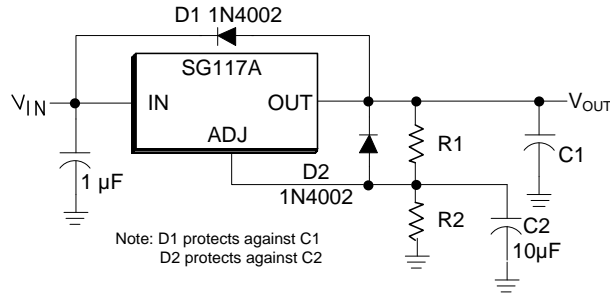 D1 1N4002
SG117A
VIN
IN
OUT
VOUT
ADJ
R1
C1
1 µF
D2
1N4002
R2
C2
10µF
Note: D1 protects against C1
D2 protects against C2